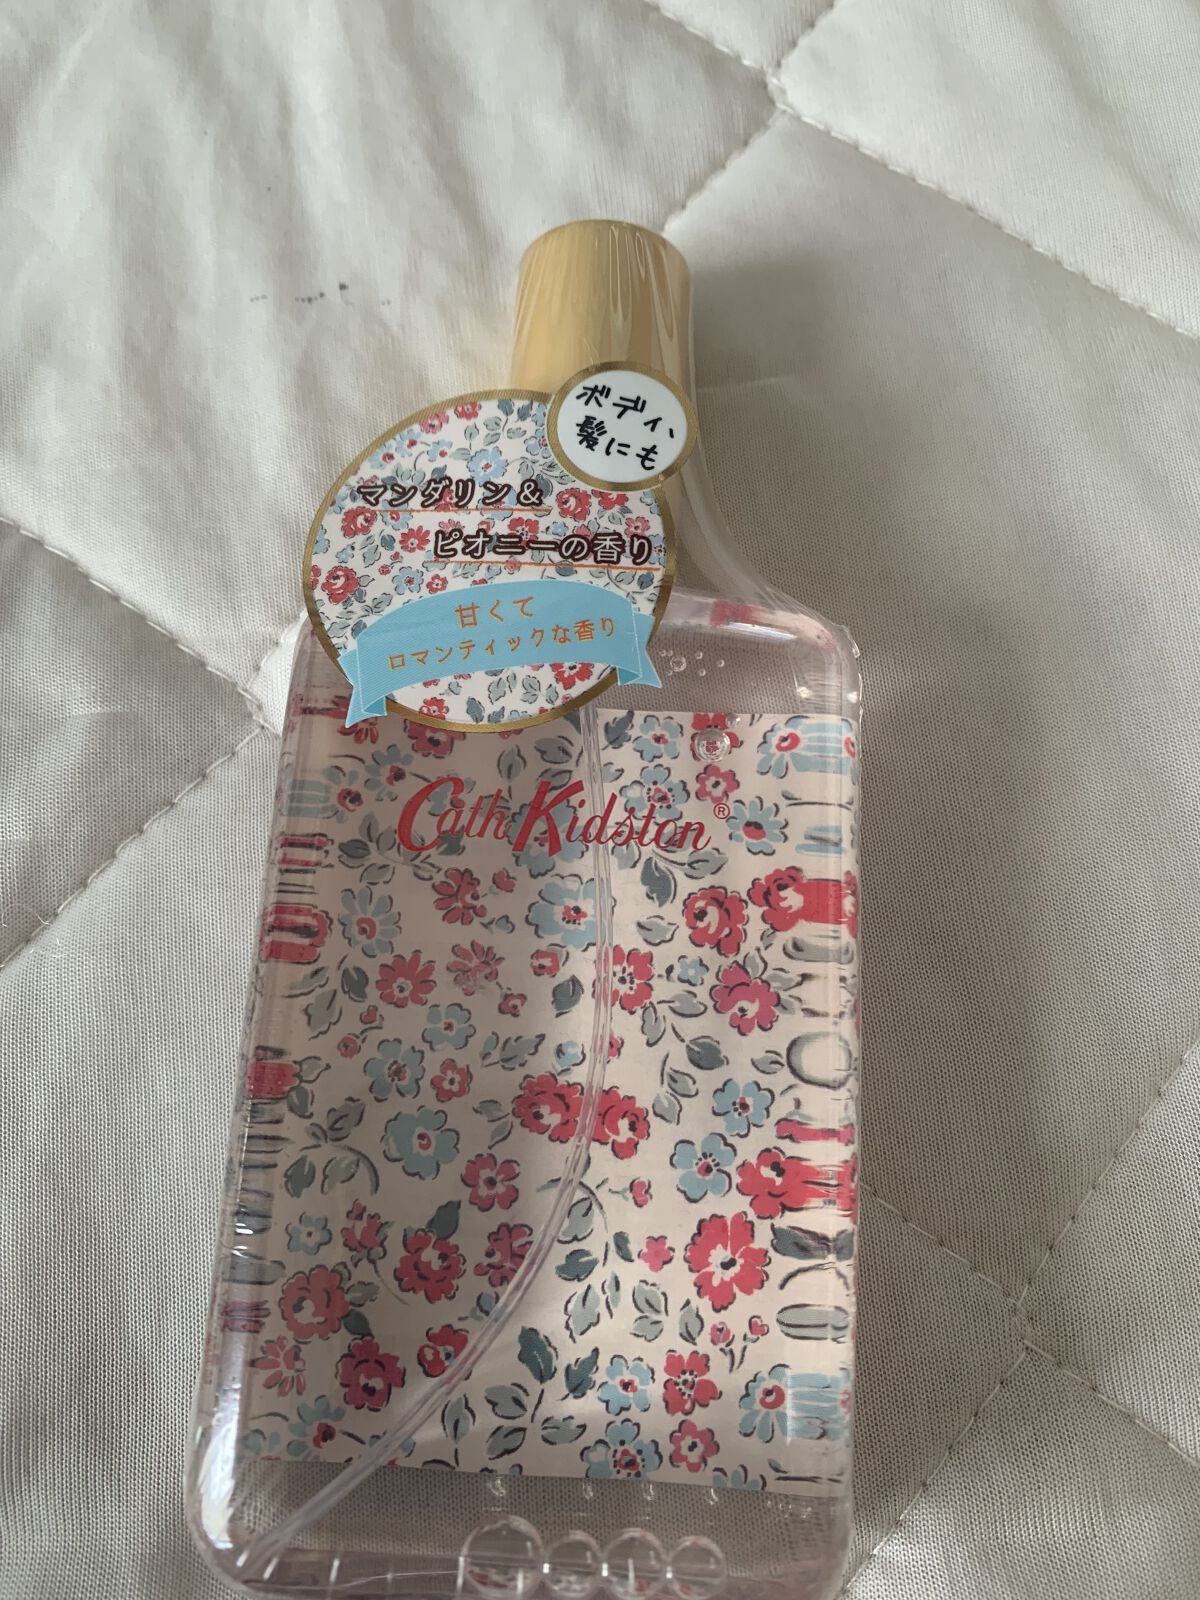 ボディ、
髪にも
マンダリン&
ピオニーの香り
甘くて
ロマンティックな香り
Cath Kidston®